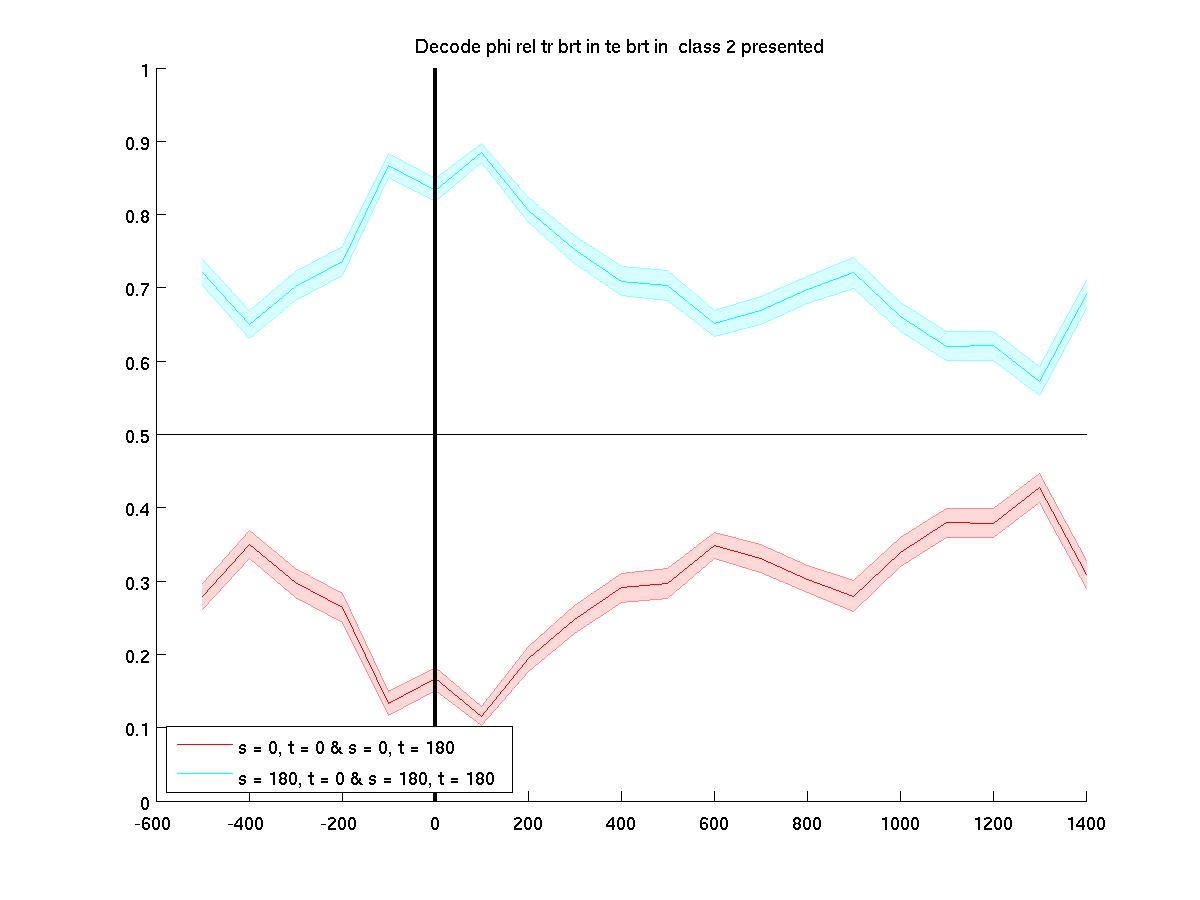 Decode phi rel tr brt in te brt in  class 2 presented
1
0.9
0.8
0.7
0.6
0.5
0.4
0.3
0.2
0.1
0
s = 0, t = 0 & s = 0, t = 180
s = 180, t = 0 & s = 180, t = 180
-600 -400 -200 0 200 400 600 800 1000 1200 1400